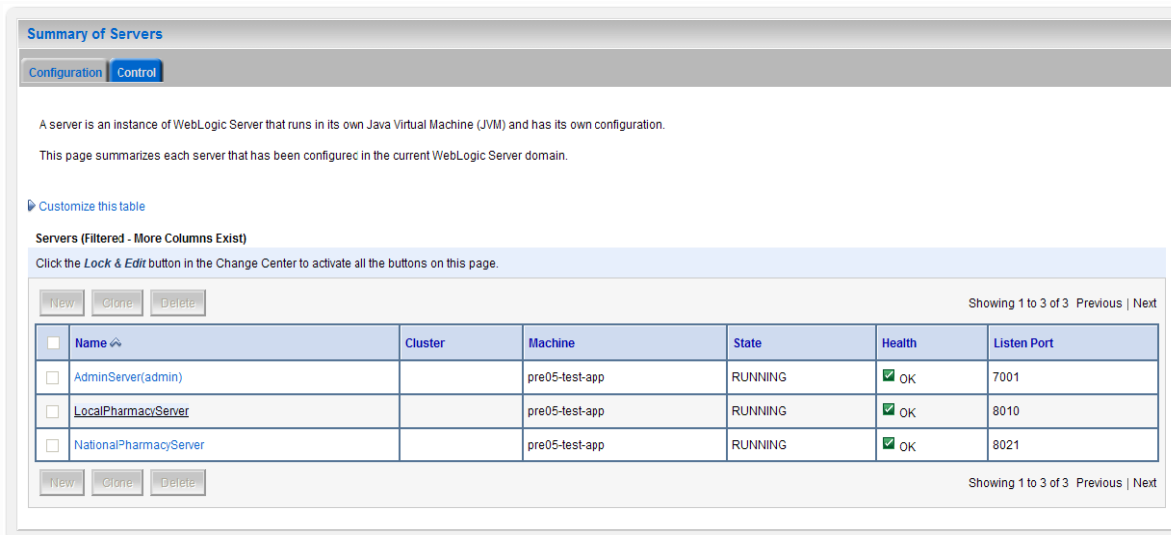 Summary of Servers
Configuration Control
A server is an instance of WebLogic Server that runs in its own Java Virtual Machine (JVM) and has its own configuration.
This page summarizes each server that has been configured in the current WebLogic Server domain.
Customize this table
Servers (Filtered - More Columns Exist)
Click the Lock & Edit button in the Change Center to activate all the buttons on this page.
New Clone Delete Showing 1 to 3 of 3 Previous | Next
Name Cluster Machine State Health Listen Port
AdminServer(admin) pre05-test-app RUNNING OK 7001
LocalPharmacyServer pre05-test-app RUNNING OK 8010
NationalPharmacyServer pre05-test-app RUNNING OK 8021
New Clone Delete Showing 1 to 3 of 3 Previous | Next